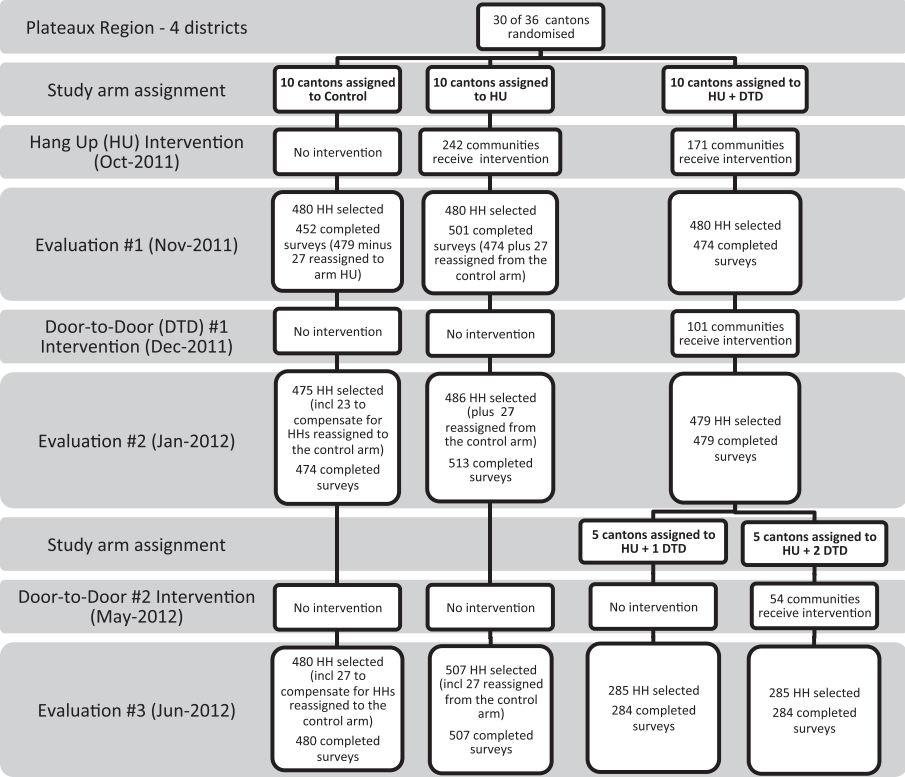 Plateaux Region - 4 districts
30 of 36 cantons
randomised
Study arm assignment
10 cantons assigned
to Control
10 cantons assigned
to HU
10 cantons assigned to
HU + DTD
Hang Up (HU) Intervention
(Oct-2011)
No intervention
242 communities
receive intervention
171 communities
receive intervention
Evaluation #1 (Nov-2011)
480 HH selected
452 completed
surveys (479 minus
27 reassigned to
arm HU)
480 HH selected
501 completed
surveys (474 plus 27
reassigned from the
control arm)
480 HH selected
474 completed
surveys
Door-to-Door (DTD) #1
Intervention (Dec-2011)
No intervention
No intervention
101 communities
receive intervention
Evaluation #2 (Jan-2012)
475 HH selected
(incl 23 to
compensate for
HHs reassigned to
the control arm)
474 completed
surveys
486 HH selected
(plus 27
reassigned from
the control arm)
513 completed
surveys
479 HH selected
479 completed
surveys
Study arm assignment
5 cantons assigned to
HU + 1 DTD
5 cantons assigned to
HU + 2 DTD
Door-to-Door #2 Intervention
(May-2012)
No intervention
No intervention
No intervention
54 communities
receive intervention
Evaluation #3 (Jun-2012)
480 HH selected
(incl 27 to
compensate for HHs
reassigned to the
control arm)
480 completed
surveys
507 HH selected
(incl 27 reassigned
from the control
arm)
507 completed
surveys
285 HH selected
284 completed
surveys
285 HH selected
284 completed
surveys